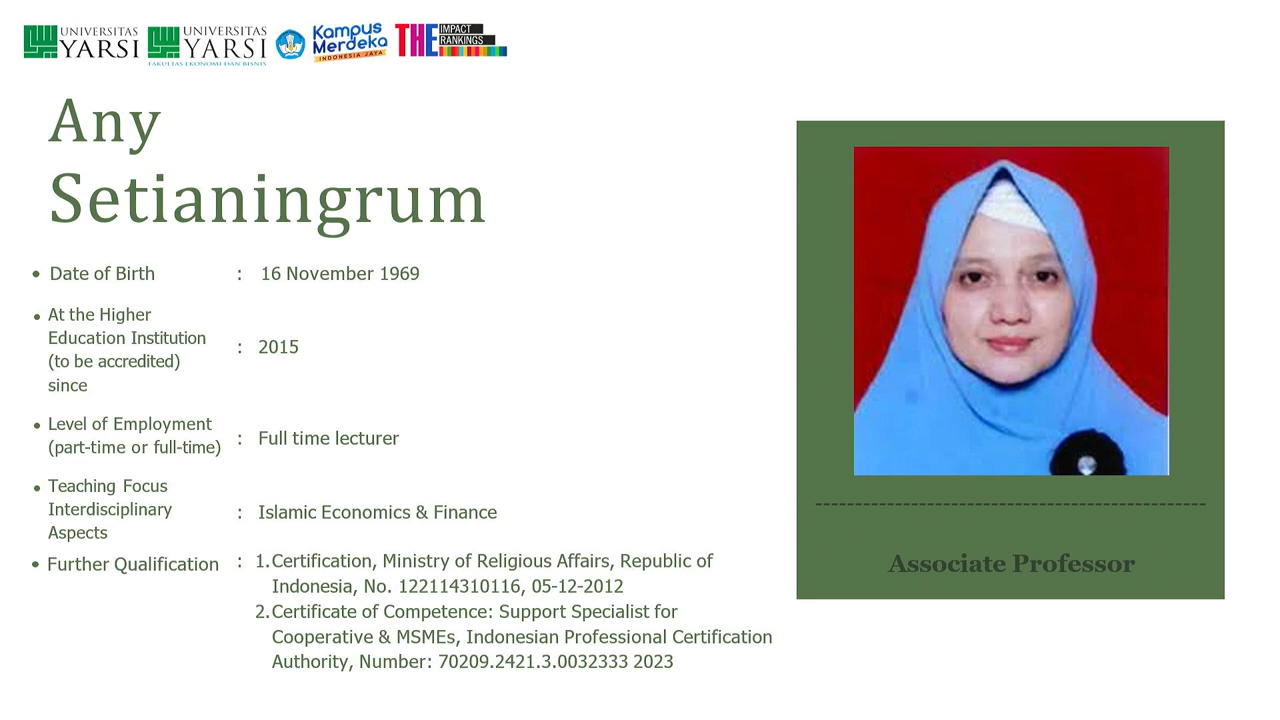 UNIVERSITAS
YARSI
UNIVERSITAS
YARSI
FAKULTAS EKONOMI DAN BISNIS
Kampus
Merdeka
INDONESIA JAYA
THE IMPACT
RANKINGS
Any
Setianingrum
• Date of Birth : 16 November 1969
• At the Higher
Education Institution
(to be accredited)
since
: 2015
• Level of Employment
(part-time or full-time)
: Full time lecturer
• Teaching Focus
Interdisciplinary
Aspects
: Islamic Economics & Finance
• Further Qualification : 1. Certification, Ministry of Religious Affairs, Republic of
Indonesia, No. 122114310116, 05-12-2012
2. Certificate of Competence: Support Specialist for
Cooperative & MSMEs, Indonesian Professional Certification
Authority, Number: 70209.2421.3.0032333 2023
Associate Professor